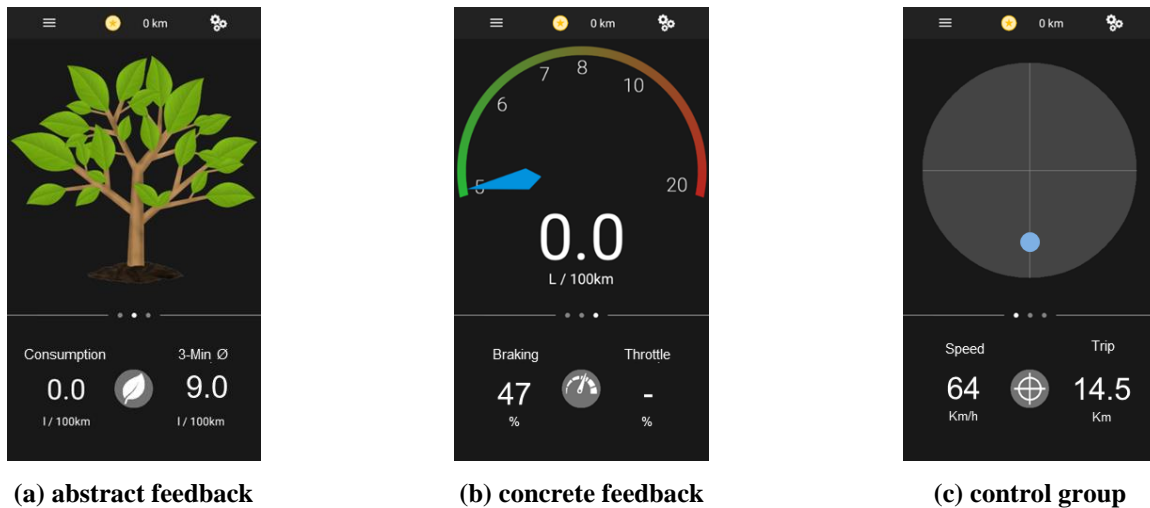 0 km
0 km
0 km
7
8
10
6
5
20
0.0
L / 100km
Consumption
3-Min Ø
0.0
9.0
l / 100km
l / 100km
Braking
Throttle
47
-
%
%
Speed
Trip
64
14.5
Km/h
Km
(a) abstract feedback
(b) concrete feedback
(c) control group